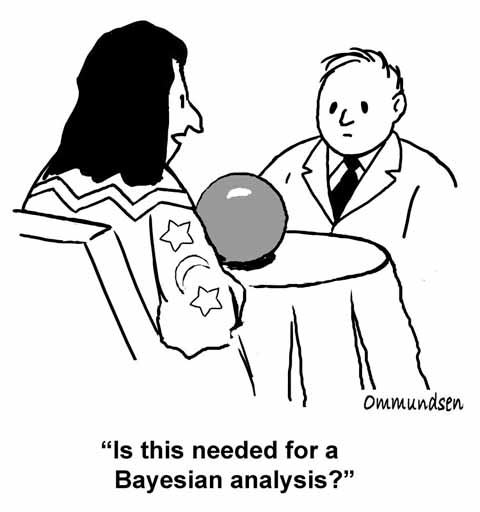 Ommundsen
“Is this needed for a
Bayesian analysis?”